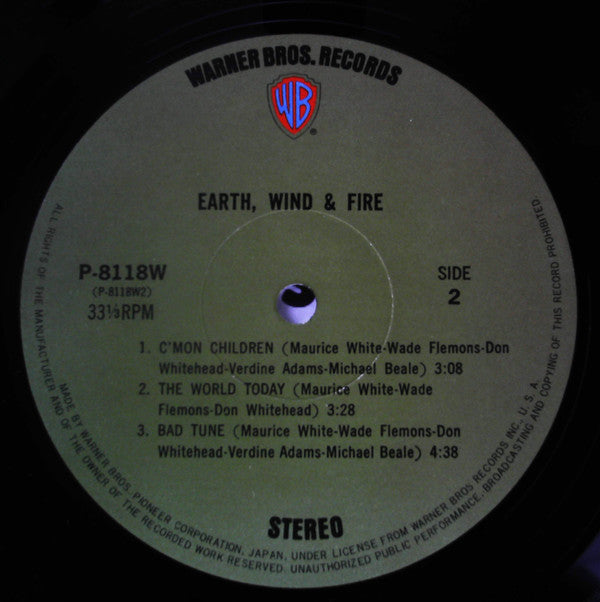 WARNER BROS. RECORDS
WB
®
EARTH, WIND & FIRE
P-8118W
(P-8118W2)
33⅓RPM
SIDE
2
1. C'MON CHILDREN (Maurice White-Wade Flemons-Don
Whitehead-Verdine Adams-Michael Beale) 3:08
2. THE WORLD TODAY (Maurice White-Wade
Flemons-Don Whitehead) 3:28
3. BAD TUNE (Maurice White-Wade Flemons-Don
Whitehead-Verdine Adams-Michael Beale) 4:38
STEREO
MADE BY WARNER BROS. PIONEER CORPORATION, JAPAN, UNDER LICENSE FROM WARNER BROS RECORDS INC., U. S. A.
ALL RIGHTS OF THE MANUFACTURER AND OF THE OWNER OF THE RECORDED WORK RESERVED. UNAUTHORIZED PUBLIC PERFORMANCE, BROADCASTING AND COPYING OF THIS RECORD PROHIBITED.